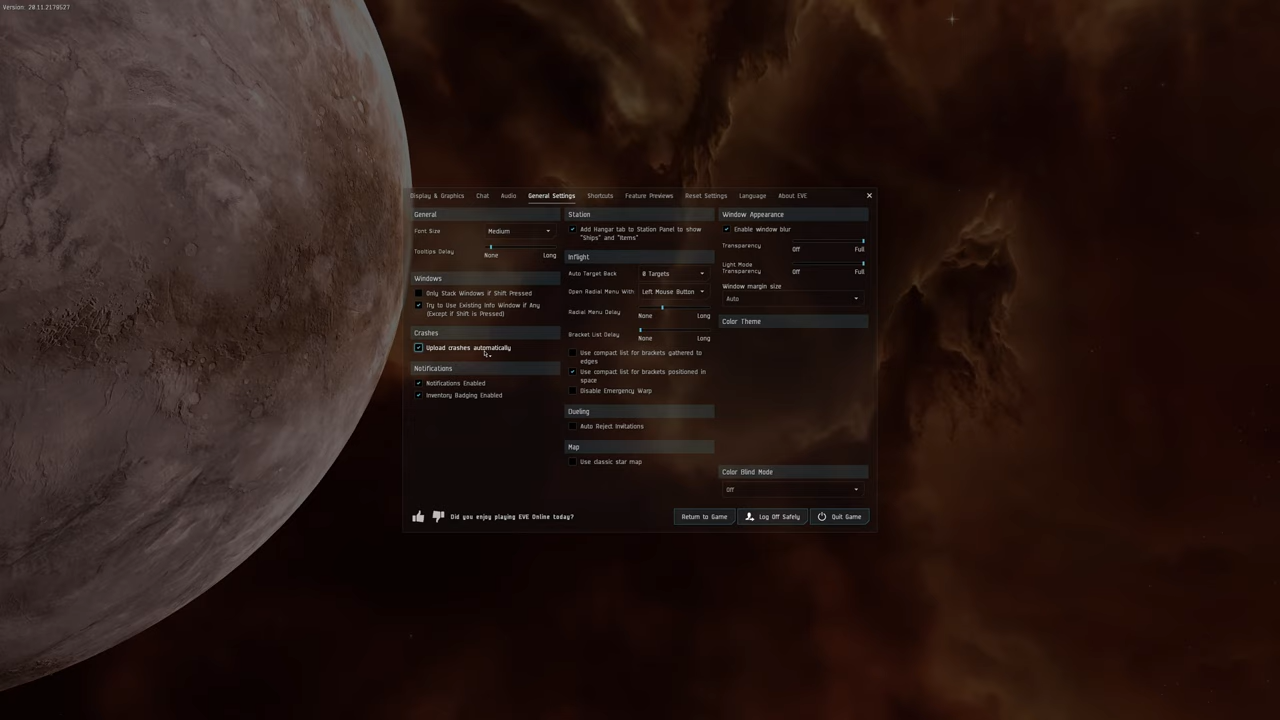 Version: 20.11.2179527
Display & Graphics
Chat
Audio
General Settings
Shortcuts
Feature Previews
Reset Settings
Language
About EVE
General
Font Size
Medium
Tooltips Delay
None
Long
Windows
Only Stack Windows if Shift Pressed
Try to Use Existing Info Window if Any
(Except if Shift is Pressed)
Crashes
Upload crashes automatically
Notifications
Notifications Enabled
Inventory Badging Enabled
Station
Add Hangar tab to Station Panel to show
"Ships" and "Items"
Inflight
Auto Target Back
0 Targets
Open Radial Menu With
Left Mouse Button
Radial Menu Delay
None
Long
Bracket List Delay
None
Long
Use compact list for brackets gathered to
edges
Use compact list for brackets positioned in
space
Disable Emergency Warp
Dueling
Auto Reject Invitations
Map
Use classic star map
Window Appearance
Enable window blur
Transparency
Off
Full
Light Mode
Transparency
Off
Full
Window margin size
Auto
Color Theme
Color Blind Mode
Off
Did you enjoy playing EVE Online today?
Return to Game
Log Off Safely
Quit Game